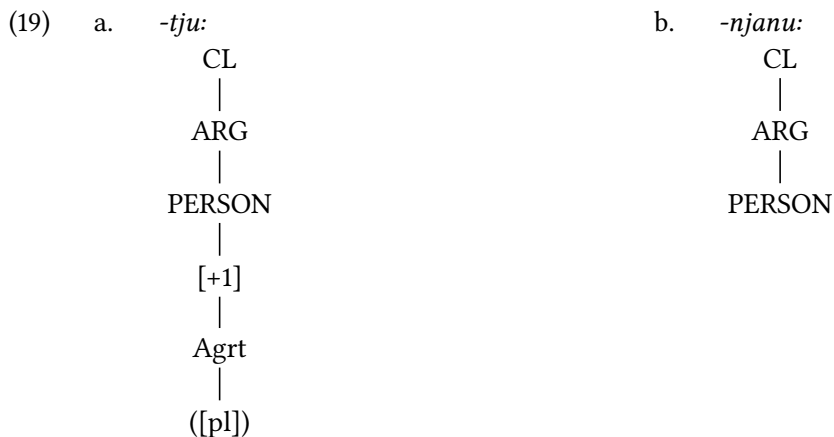 (19) a. -tju: b. -njanu:
CL CL
ARG ARG
PERSON PERSON
[+1]
Agrt
([pl])